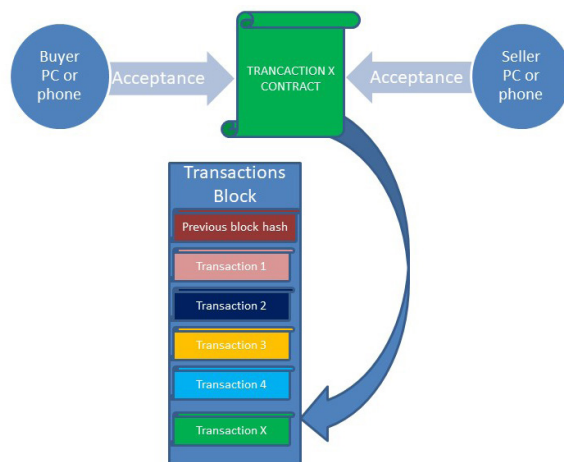 Buyer
PC or
phone
Acceptance
TRANCACTION X
CONTRACT
Acceptance
Seller
PC or
phone
Transactions
Block
Previous block hash
Transaction 1
Transaction 2
Transaction 3
Transaction 4
Transaction X